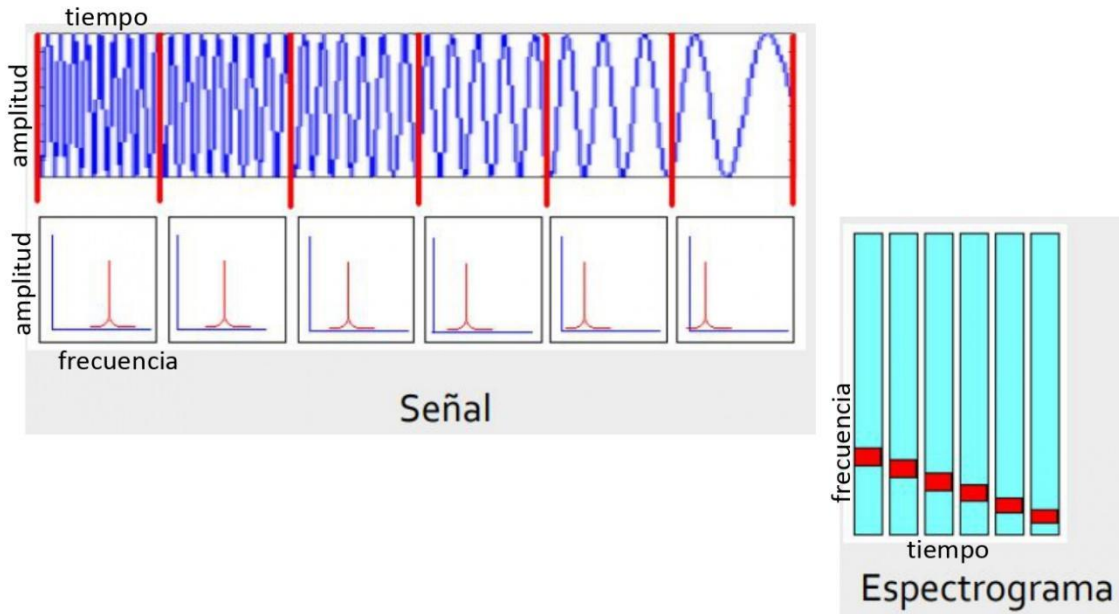 tiempo
amplitud
amplitud
frecuencia
Señal
frecuencia
tiempo
Espectrograma